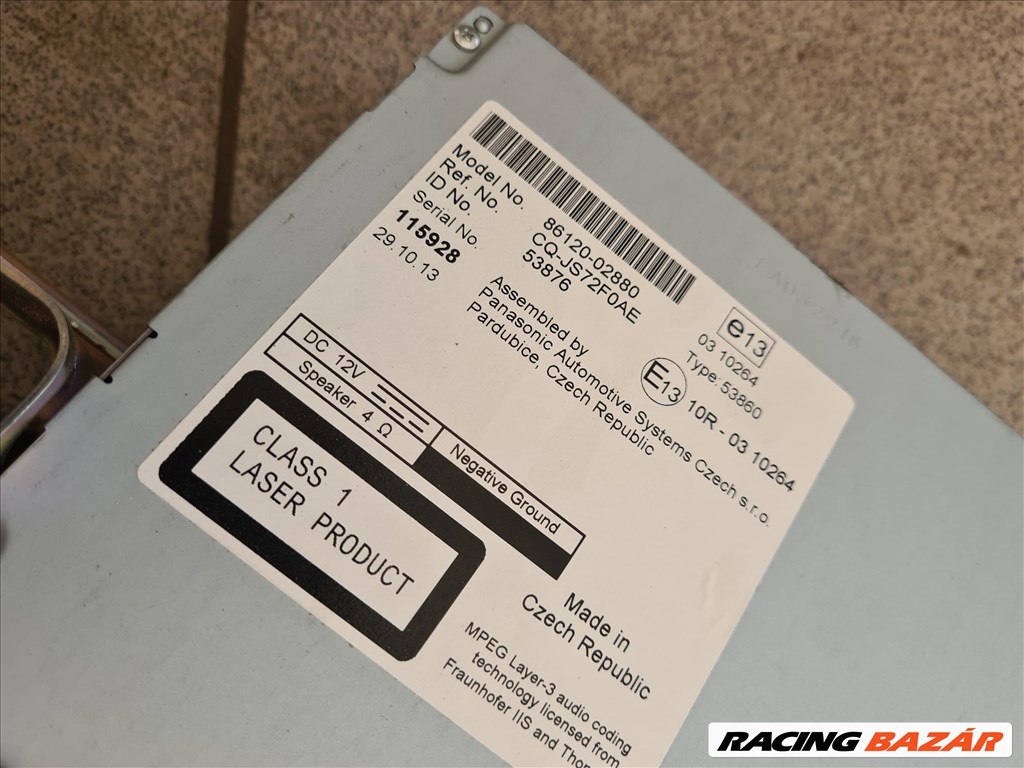 Model No. 86120-02880
Ref. No. CQ-JS72F0AE
ID No. 53876
Serial No.
115928
29.10.13
Assembled by
Panasonic Automotive Systems Czech s.r.o.
Pardubice, Czech Republic
e13
03 10264
Type. 53860
E13 10R - 03 10264
DC 12V
Speaker 4 Ω
Negative Ground
CLASS 1
LASER PRODUCT
Made in
Czech Republic
MPEG Layer-3 audio coding
technology licensed from
Fraunhofer IIS and
RACING BAZÁR